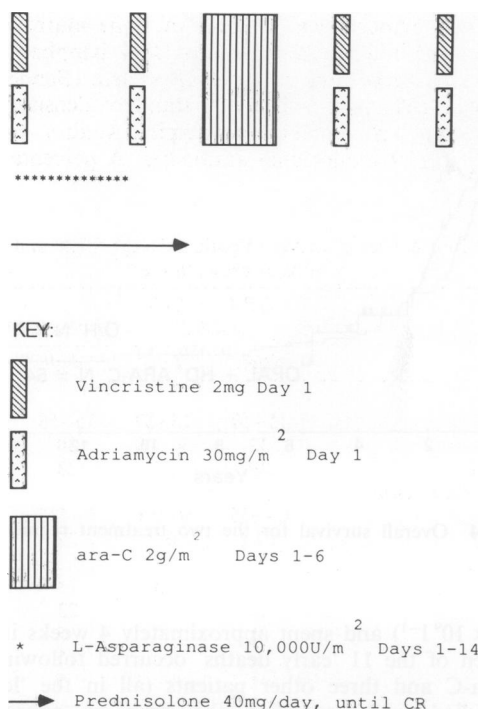 **************
KEY:
Vincristine 2mg Day 1
Adriamycin 30mg/m² Day 1
ara-C 2g/m² Days 1-6
* L-Asparaginase 10,000U/m² Days 1-14
Prednisolone 40mg/day, until CR